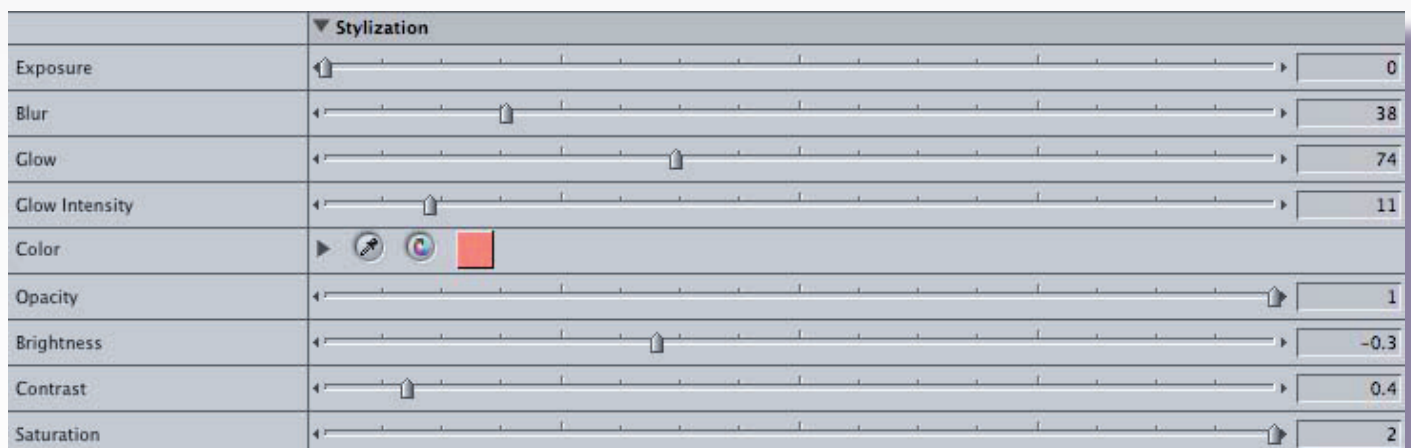 Stylization
Exposure 0
Blur 38
Glow 74
Glow Intensity 11
Color
Opacity 1
Brightness -0.3
Contrast 0.4
Saturation 2